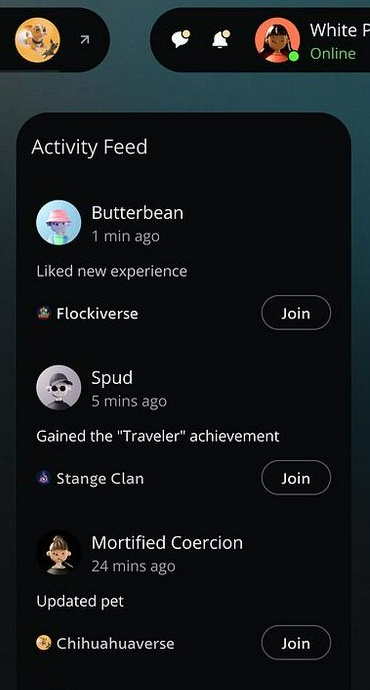 White P
Online
Activity Feed
Butterbean
1 min ago
Liked new experience
Flockiverse
Join
Spud
5 mins ago
Gained the "Traveler" achievement
Stange Clan
Join
Mortified Coercion
24 mins ago
Updated pet
Chihuahuaverse
Join